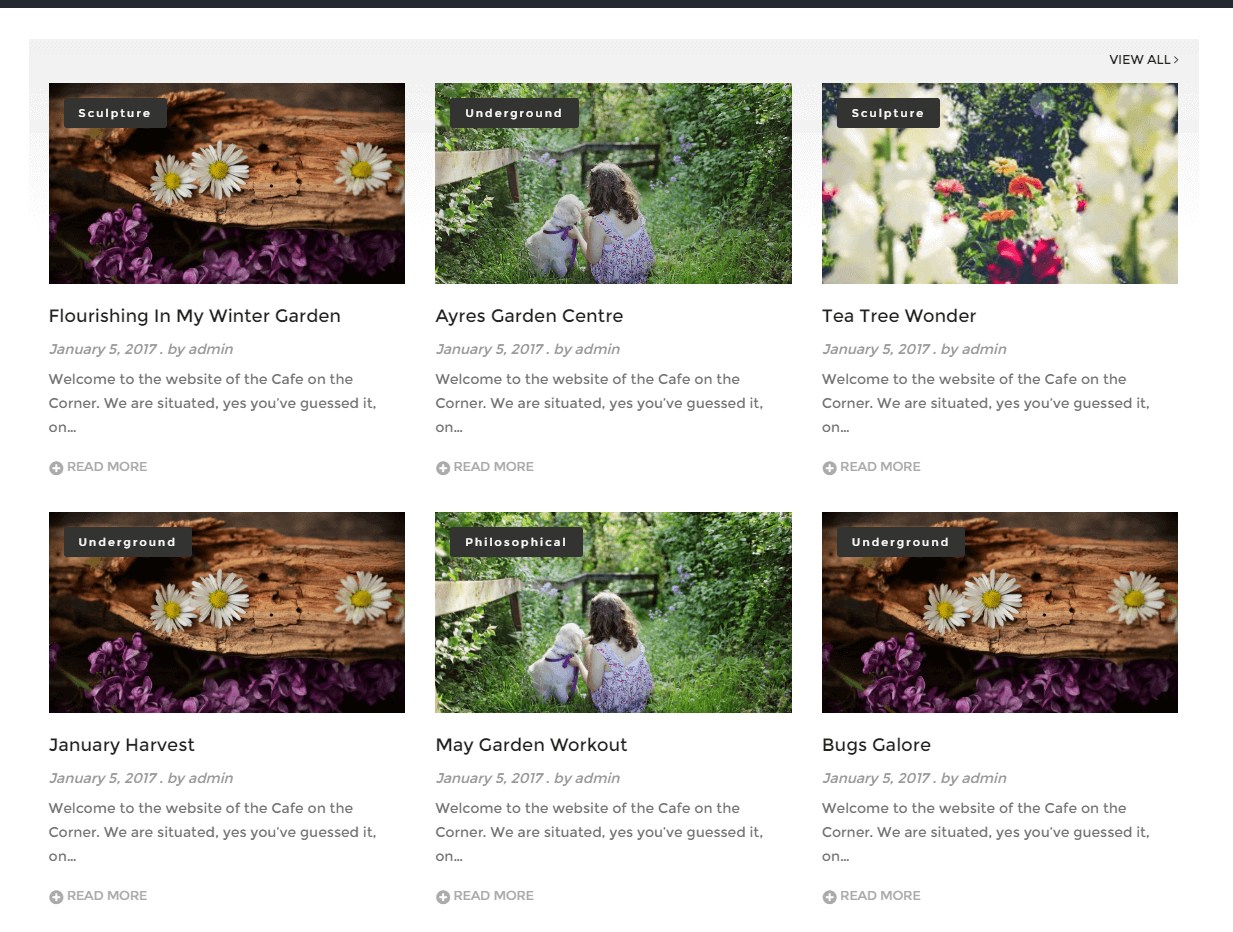 VIEW ALL ›
Sculpture
Underground
Sculpture
Flourishing In My Winter Garden
January 5, 2017 . by admin
Welcome to the website of the Cafe on the
Corner. We are situated, yes you’ve guessed it,
on...
READ MORE
Ayres Garden Centre
January 5, 2017 . by admin
Welcome to the website of the Cafe on the
Corner. We are situated, yes you’ve guessed it,
on...
READ MORE
Tea Tree Wonder
January 5, 2017 . by admin
Welcome to the website of the Cafe on the
Corner. We are situated, yes you’ve guessed it,
on...
READ MORE
Underground
Philosophical
Underground
January Harvest
January 5, 2017 . by admin
Welcome to the website of the Cafe on the
Corner. We are situated, yes you’ve guessed it,
on...
READ MORE
May Garden Workout
January 5, 2017 . by admin
Welcome to the website of the Cafe on the
Corner. We are situated, yes you’ve guessed it,
on...
READ MORE
Bugs Galore
January 5, 2017 . by admin
Welcome to the website of the Cafe on the
Corner. We are situated, yes you’ve guessed it,
on...
READ MORE